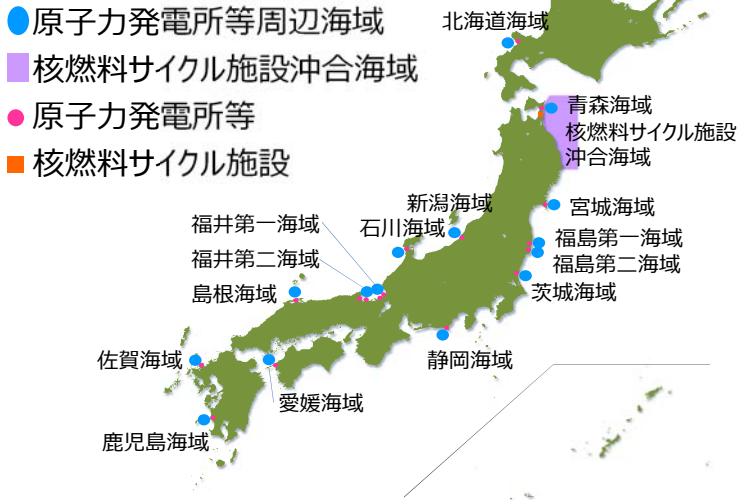 原子力発電所等周辺海域
核燃料サイクル施設沖合海域
原子力発電所等
核燃料サイクル施設
北海道海域
青森海域
核燃料サイクル施設
沖合海域
宮城海域
新潟海域
石川海域
福井第一海域
福井第二海域
福島第一海域
福島第二海域
茨城海域
島根海域
佐賀海域
静岡海域
愛媛海域
鹿児島海域